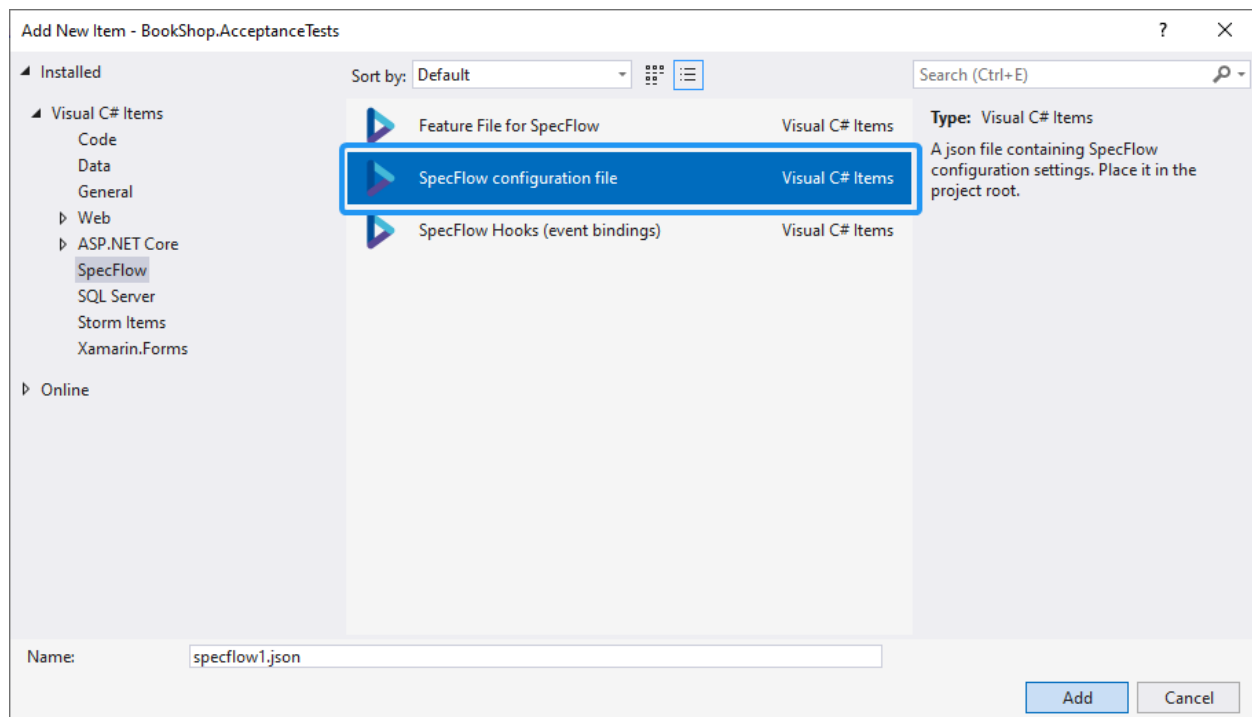 Add New Item - BookShop.AcceptanceTests
?
Installed
Sort by: Default
Search (Ctrl+E)
Visual C# Items
Code
Data
General
Web
ASP.NET Core
SpecFlow
SQL Server
Storm Items
Xamarin.Forms
Online
Feature File for SpecFlow Visual C# Items
SpecFlow configuration file Visual C# Items
SpecFlow Hooks (event bindings) Visual C# Items
Type: Visual C# Items
A json file containing SpecFlow
configuration settings. Place it in the
project root.
Name: specflow1.json
Add Cancel